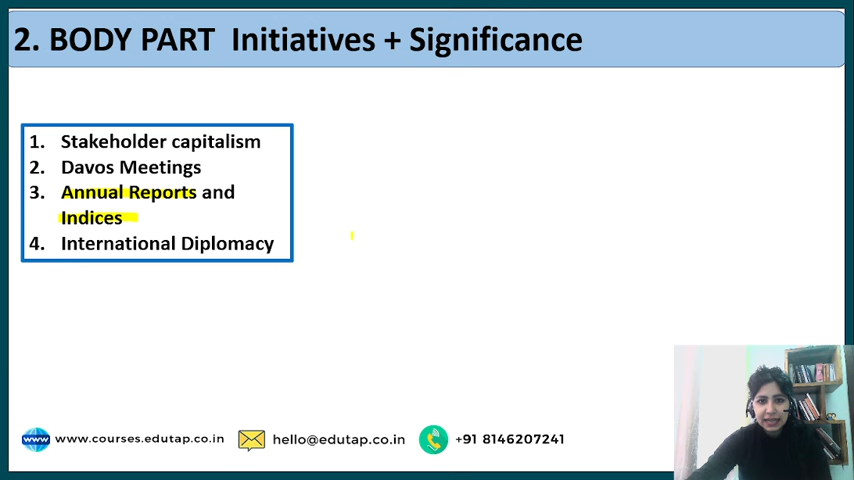 2. BODY PART Initiatives + Significance
1. Stakeholder capitalism
2. Davos Meetings
3. Annual Reports and
Indices
4. International Diplomacy
www www.courses.edutap.co.in hello@edutap.co.in +91 8146207241